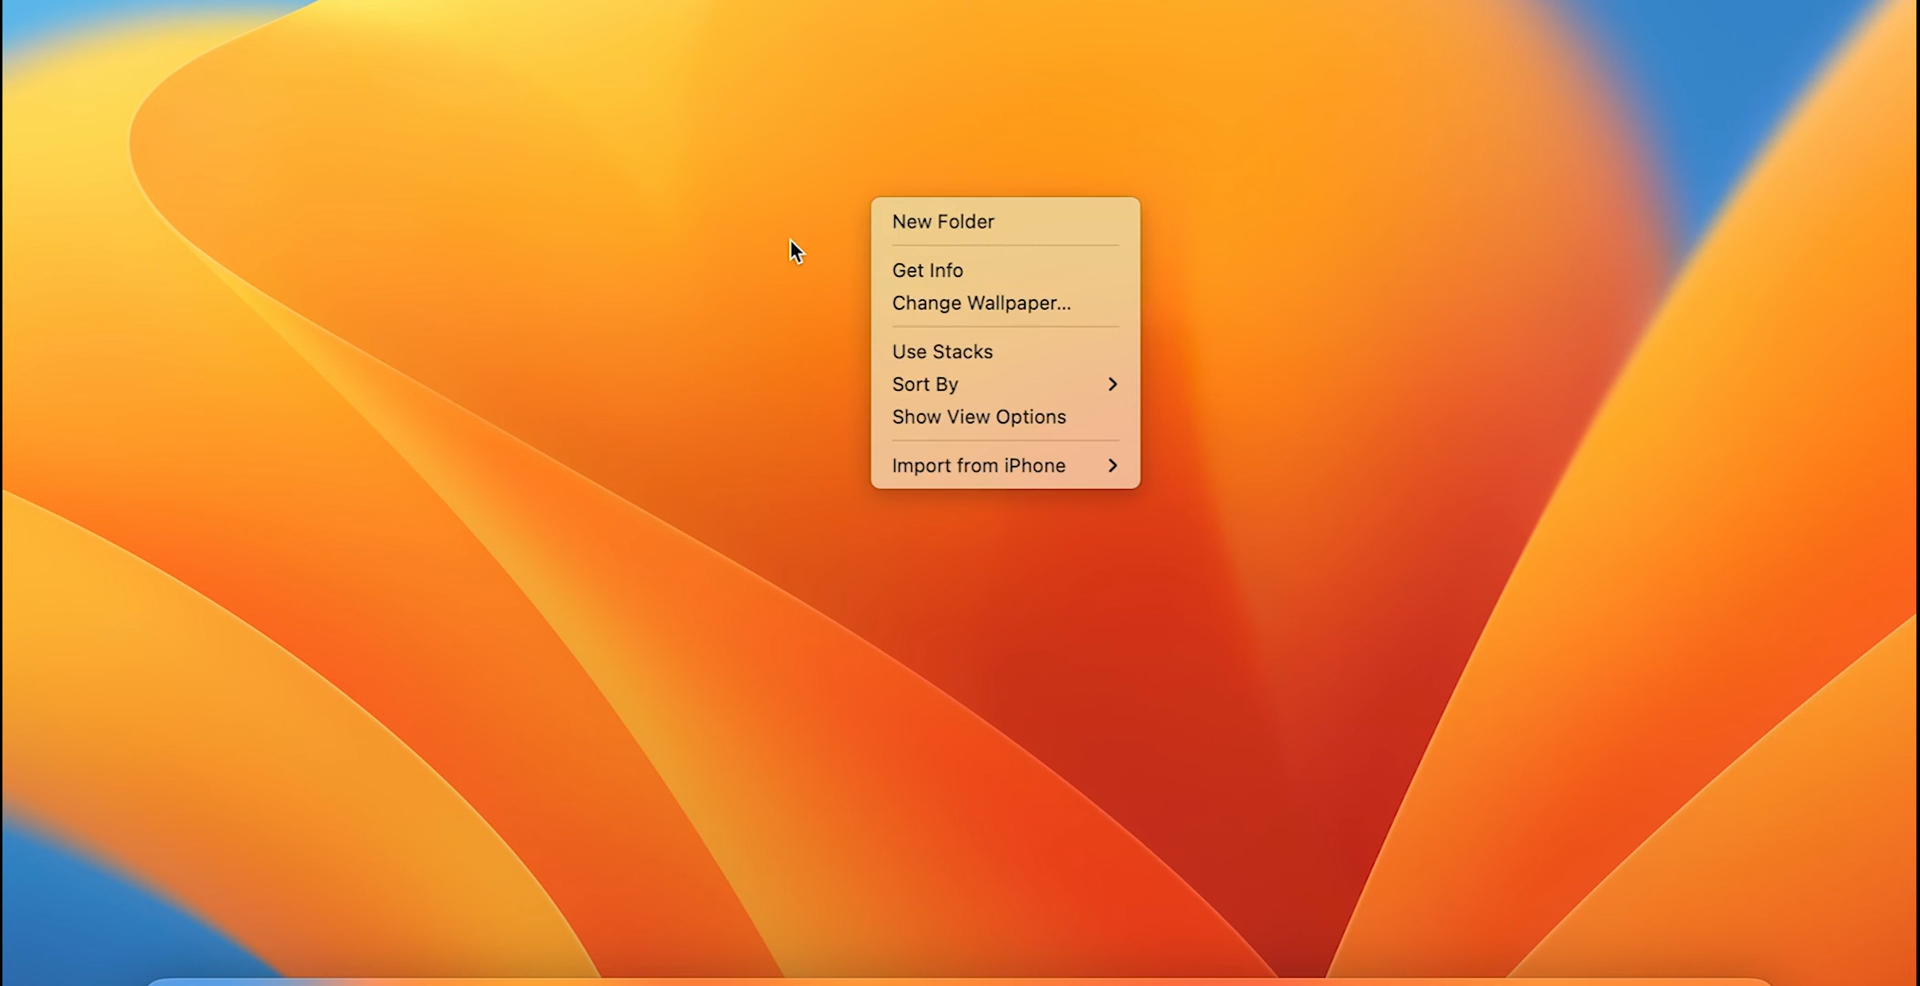 New Folder
Get Info
Change Wallpaper...
Use Stacks
Sort By
Show View Options
Import from iPhone